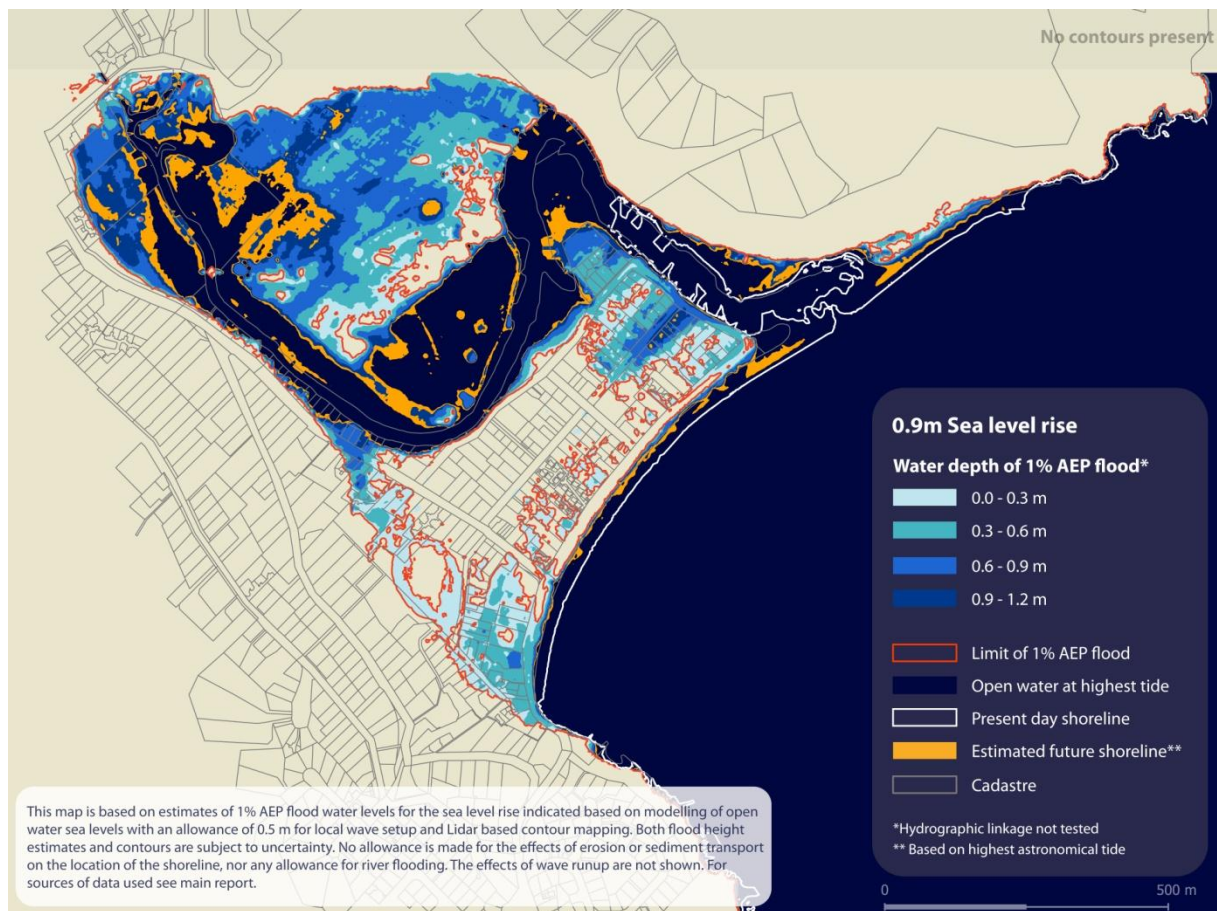 No contours present
0.9m Sea level rise
Water depth of 1% AEP flood*
0.0 - 0.3 m
0.3 - 0.6 m
0.6 - 0.9 m
0.9 - 1.2 m
Limit of 1% AEP flood
Open water at highest tide
Present day shoreline
Estimated future shoreline**
Cadastre
*Hydrographic linkage not tested
** Based on highest astronomical tide
0 500 m
This map is based on estimates of 1% AEP flood water levels for the sea level rise indicated based on modelling of open
water sea levels with an allowance of 0.5 m for local wave setup and Lidar based contour mapping. Both flood height
estimates and contours are subject to uncertainty. No allowance is made for the effects of erosion or sediment transport
on the location of the shoreline, nor any allowance for river flooding. The effects of wave runup are not shown. For
sources of data used see main report.